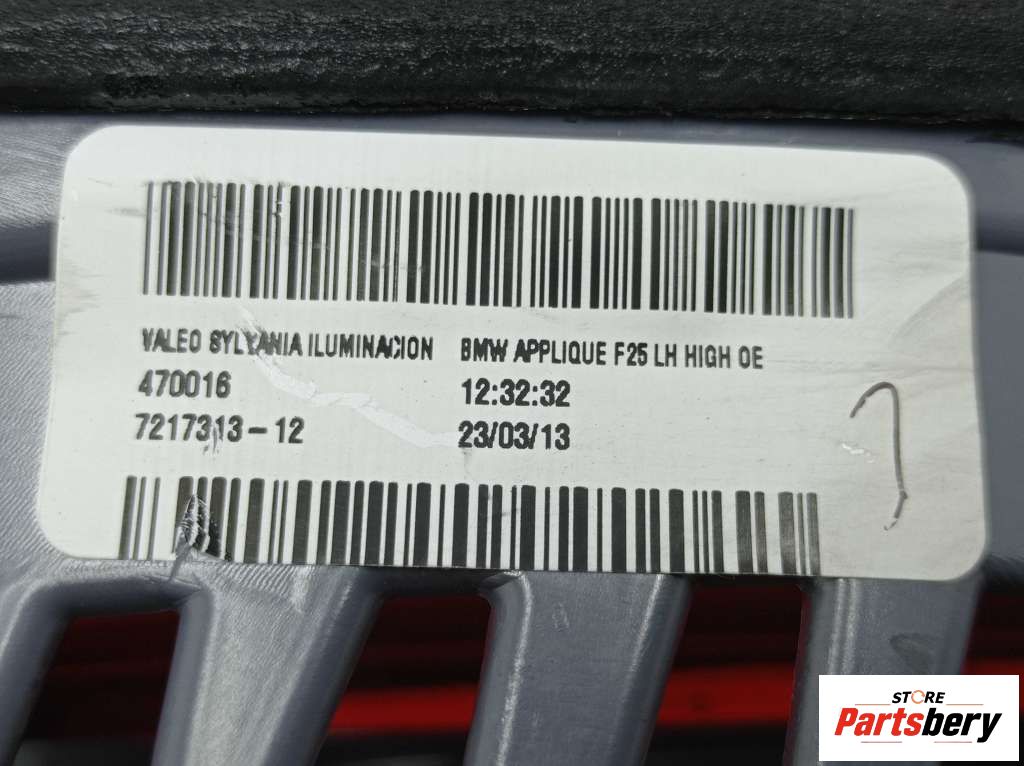 VALEO SYLVANIA ILUMINACION BMW APPLIQUE F25 LH HIGH OE
470016 12:32:32
7217313-12 23/03/13
STORE
Partsbery